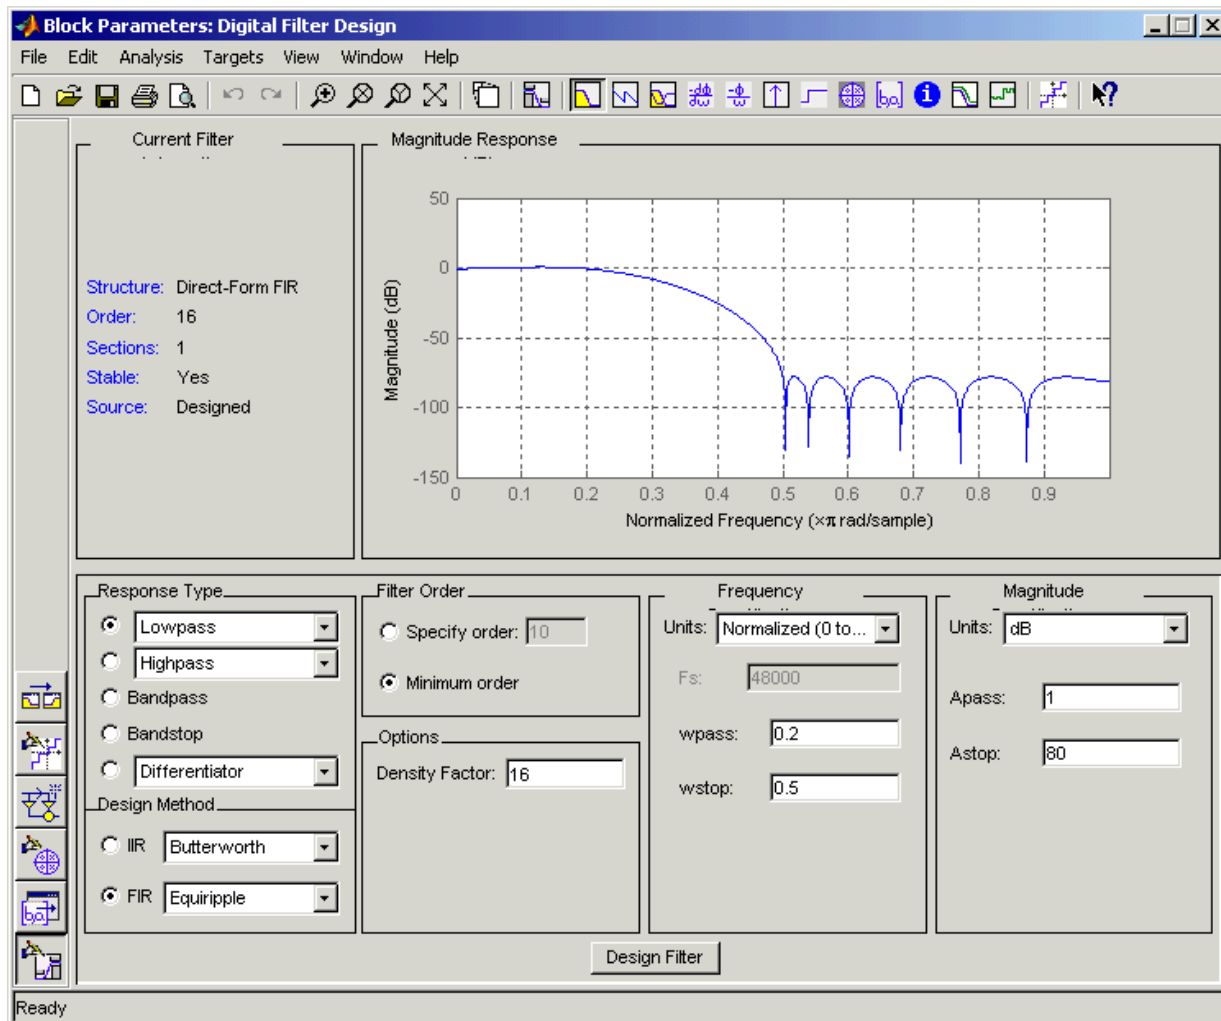 Block Parameters: Digital Filter Design
File Edit Analysis Targets View Window Help
Current Filter
Structure: Direct-Form FIR
Order: 16
Sections: 1
Stable: Yes
Source: Designed
Magnitude Response
50
0
-50
-100
-150
Magnitude (dB)
0 0.1 0.2 0.3 0.4 0.5 0.6 0.7 0.8 0.9
Normalized Frequency (×π rad/sample)
Response Type
Lowpass
Highpass
Bandpass
Bandstop
Differentiator
Design Method
IIR Butterworth
FIR Equiripple
Filter Order
Specify order: 10
Minimum order
Options
Density Factor: 16
Frequency
Units: Normalized (0 to...
Fs: 48000
wpass: 0.2
wstop: 0.5
Magnitude
Units: dB
Apass: 1
Astop: 80
Design Filter
Ready